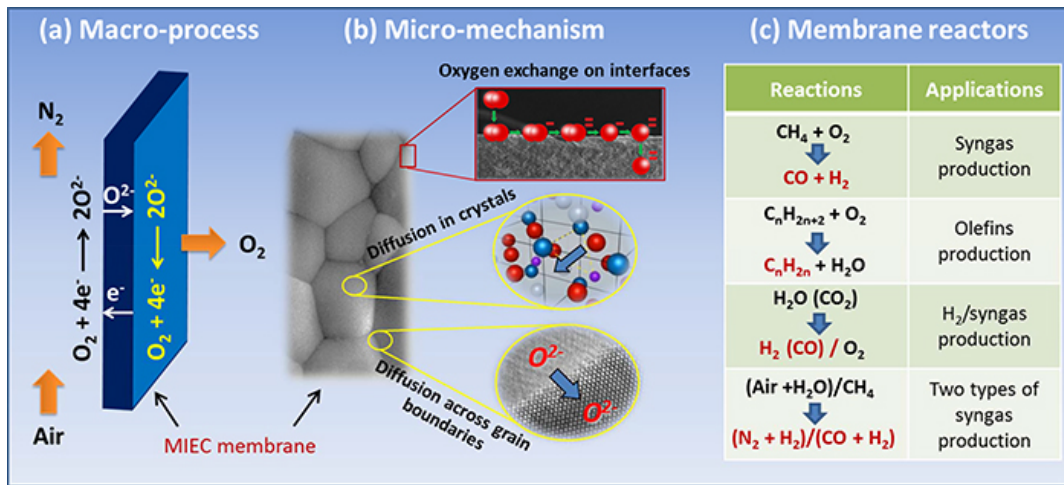 (a) Macro-process
N₂
O₂ + 4e⁻ ⟶ 2O²⁻
O²⁻
e⁻
O₂ + 4e⁻ ⟵ 2O²⁻
O₂
Air
MIEC membrane
(b) Micro-mechanism
Oxygen exchange on interfaces
Diffusion in crystals
Diffusion across grain
boundaries
O²⁻
O²⁻
(c) Membrane reactors
Reactions Applications
CH₄ + O₂
CO + H₂
Syngas
production
CₙH₂ₙ₊₂ + O₂
CₙH₂ₙ + H₂O
Olefins
production
H₂O (CO₂)
H₂ (CO) / O₂
H₂/syngas
production
(Air +H₂O)/CH₄
(N₂ + H₂)/(CO + H₂)
Two types of
syngas
production